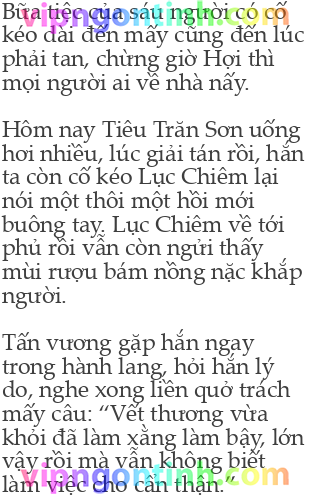 Bữa tiệc của sáu người có cố
kéo dài đến mấy cũng đến lúc
phải tan, chừng giờ Hợi thì
mọi người ai về nhà nấy.
Hôm nay Tiêu Trăn Sơn uống
hơi nhiều, lúc giải tán rồi, hắn
ta còn cố kéo Lục Chiêm lại
nói một thôi một hồi mới
buông tay. Lục Chiêm về tới
phủ rồi vẫn còn ngửi thấy
mùi rượu bám nồng nặc khắp
người.
Tấn vương gặp hắn ngay
trong hành lang, hỏi hắn lý
do, nghe xong liền quở trách
mấy câu: “Vết thương vừa
khỏi đã làm xằng làm bậy, lớn
vậy rồi mà vẫn không biết
làm việc cho cẩn thận.”
vipngontinh.com
vipngontinh.com